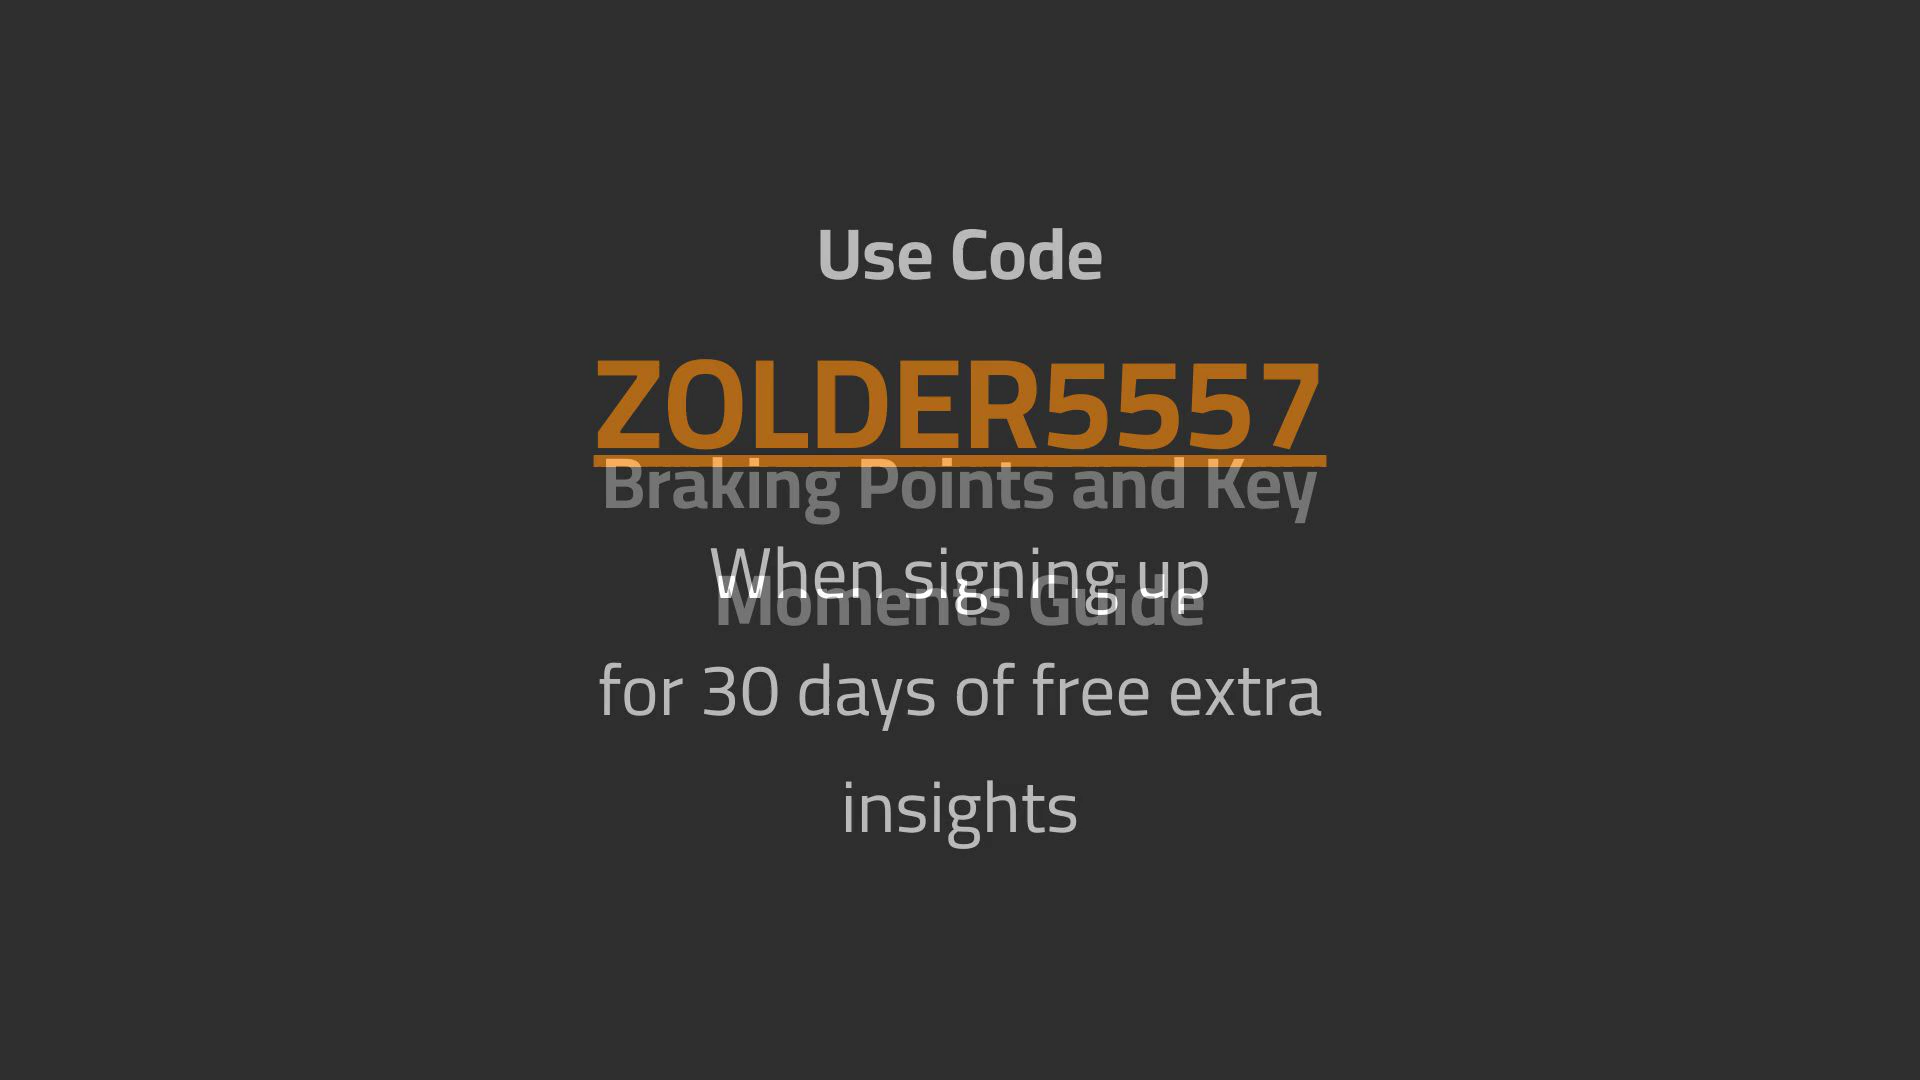 Use Code
ZOLDER5557
Braking Points and Key
When signing up
Moments Guide
for 30 days of free extra
insights